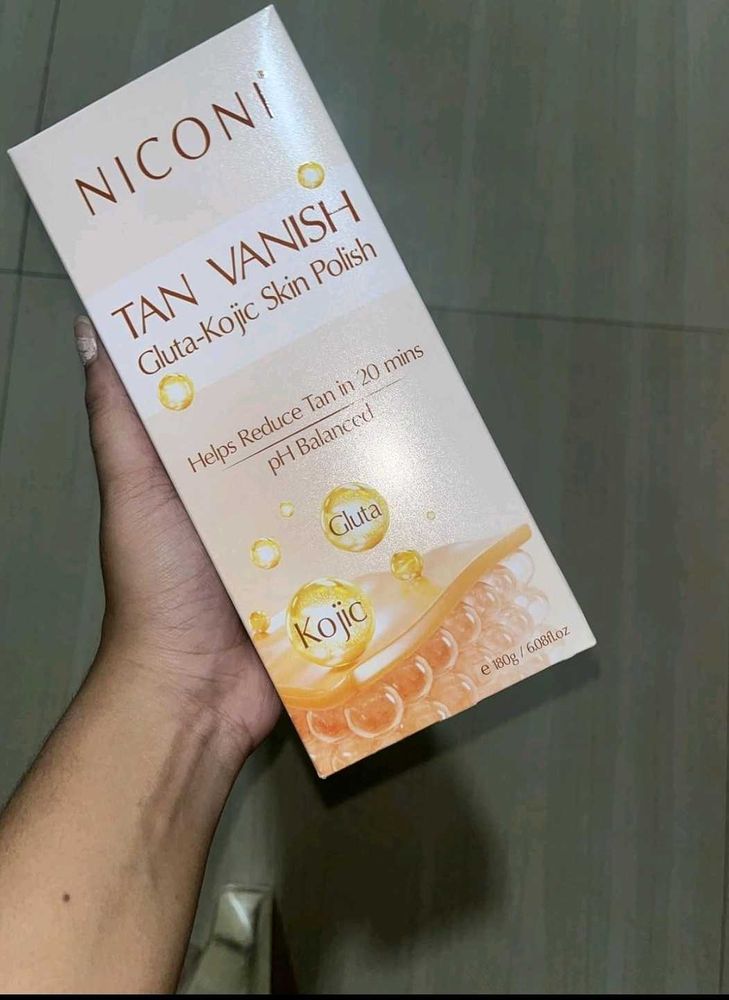 NICONI®
TAN VANISH
Gluta-Kojic Skin Polish
Helps Reduce Tan in 20 mins
pH Balanced
Gluta
Kojic
e 180g / 6.08fl.oz